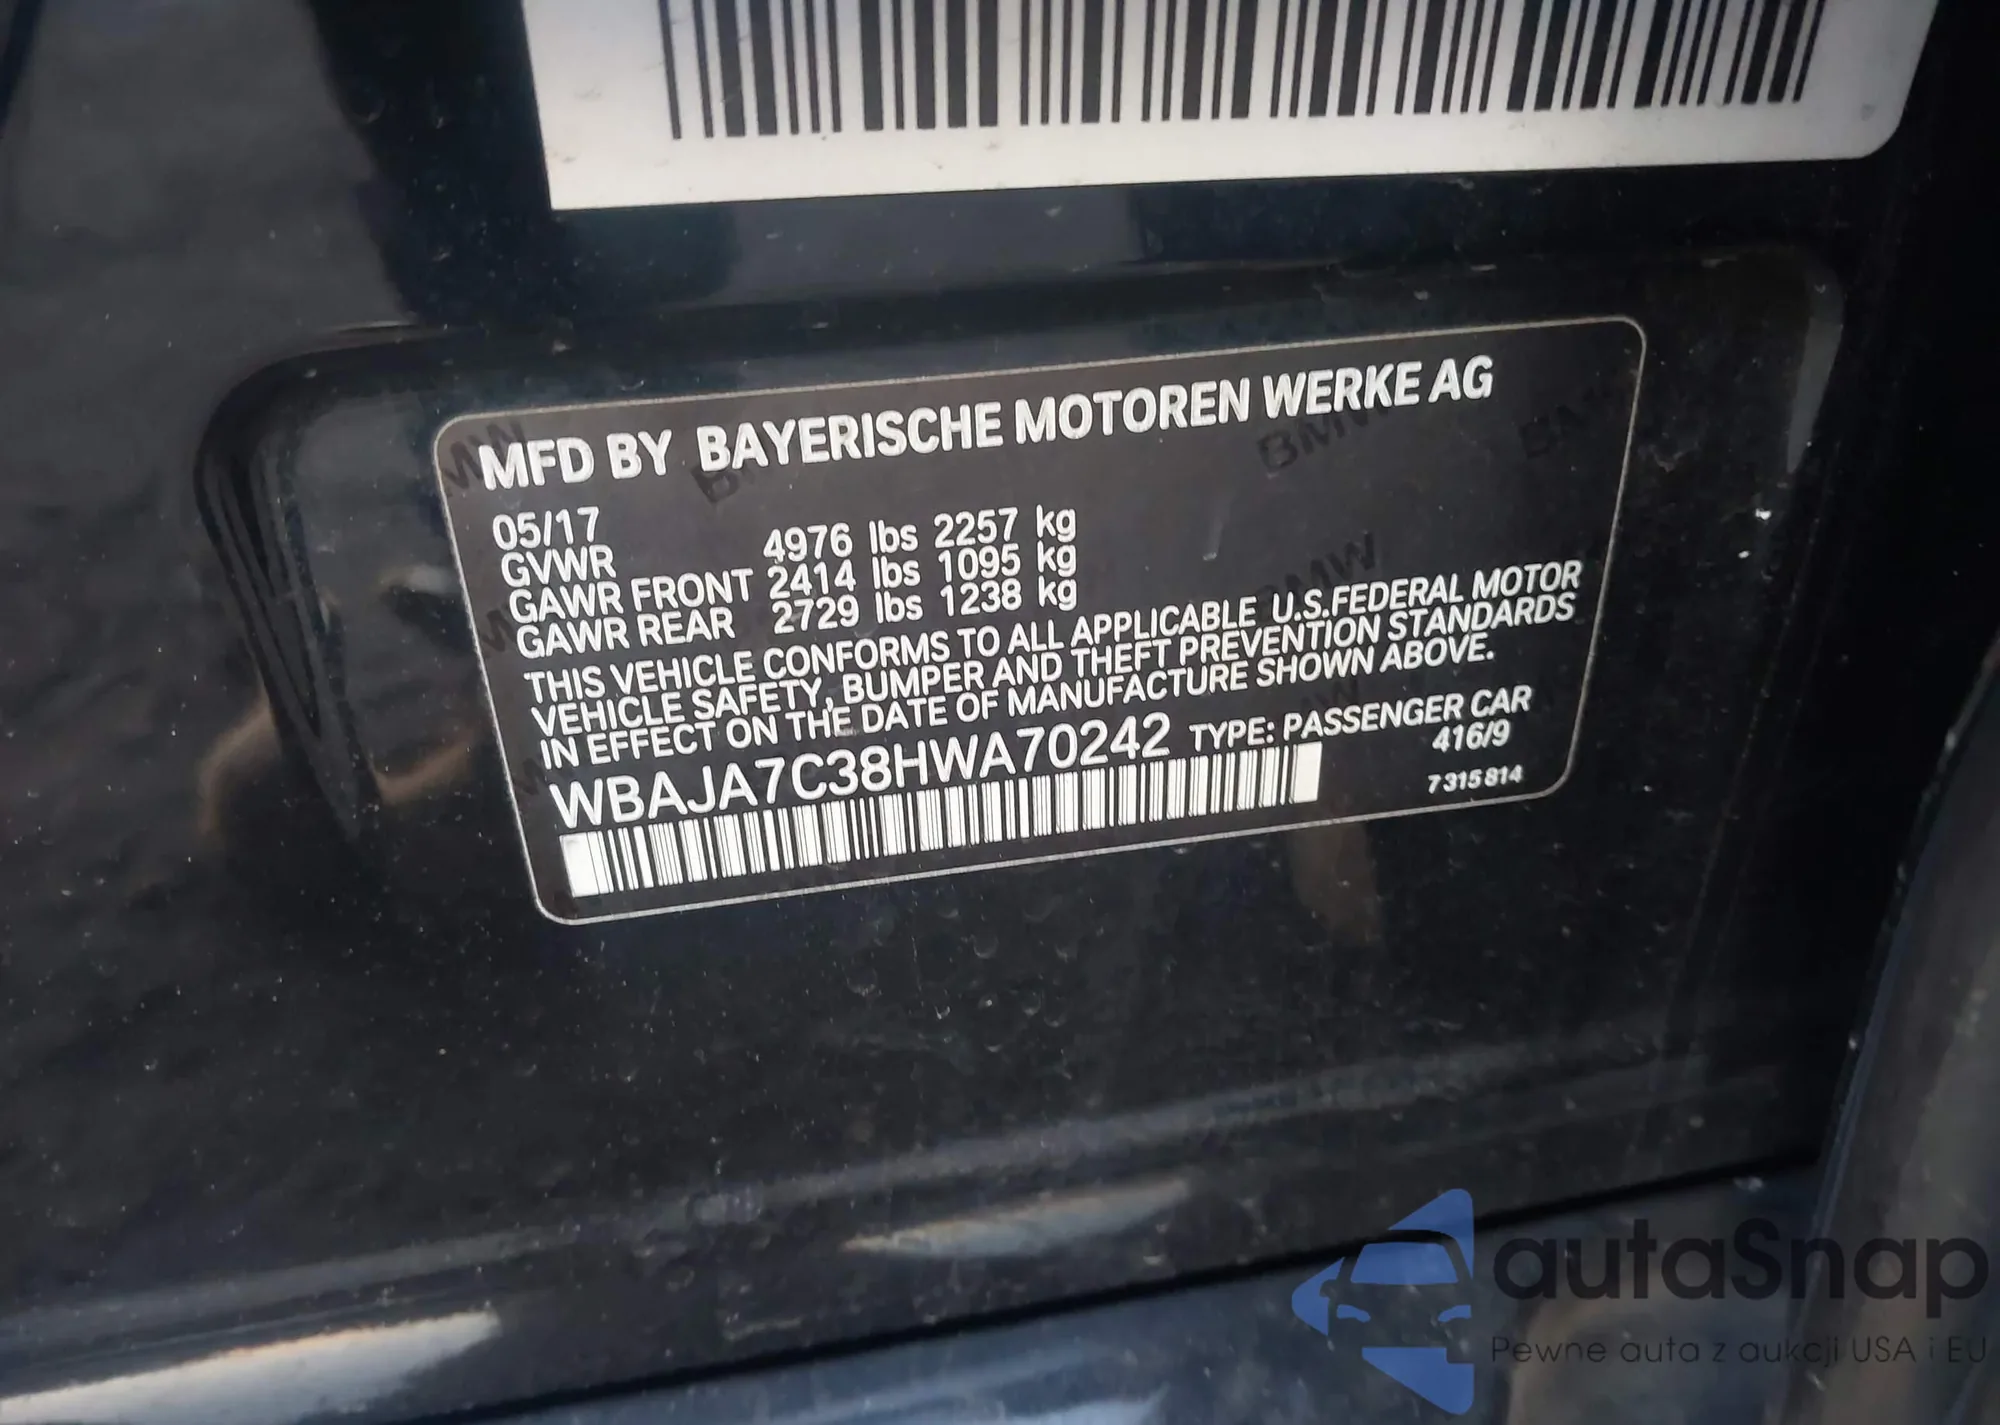 MFD BY BAYERISCHE MOTOREN WERKE AG
05/17
GVWR 4976 lbs 2257 kg
GAWR FRONT 2414 lbs 1095 kg
GAWR REAR 2729 lbs 1238 kg
THIS VEHICLE CONFORMS TO ALL APPLICABLE U.S.FEDERAL MOTOR
VEHICLE SAFETY, BUMPER AND THEFT PREVENTION STANDARDS
IN EFFECT ON THE DATE OF MANUFACTURE SHOWN ABOVE.
WBAJA7C38HWA70242 TYPE: PASSENGER CAR
416/9
7315814
autaSnap
Pewne auta z aukcji USA i EU